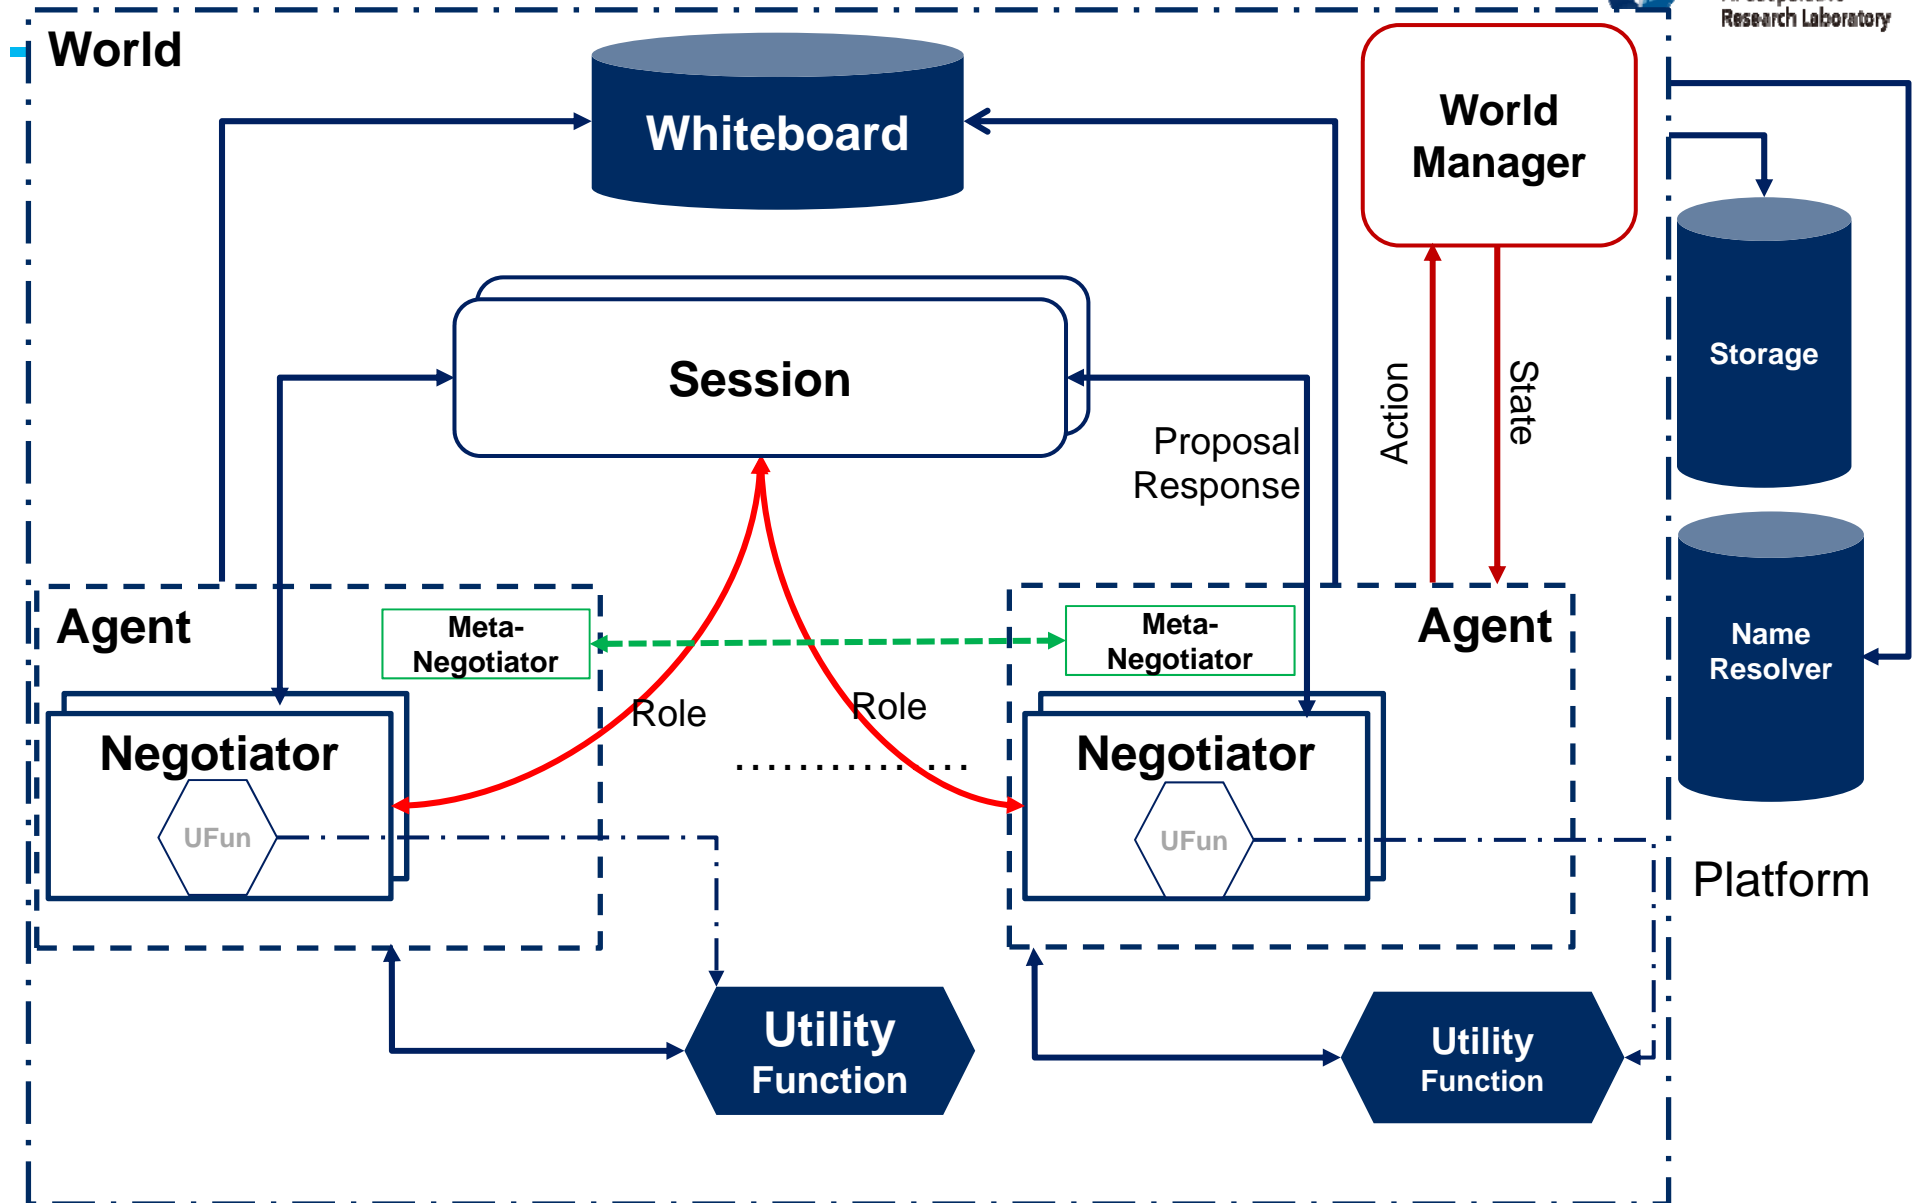 Research Laboratory
World
Whiteboard
World
Manager
Storage
Session
Action
State
Proposal
Response
Agent
Meta-
Negotiator
Meta-
Negotiator
Agent
Name
Resolver
Role
Role
Negotiator
...............
Negotiator
UFun
UFun
Platform
Utility
Function
Utility
Function